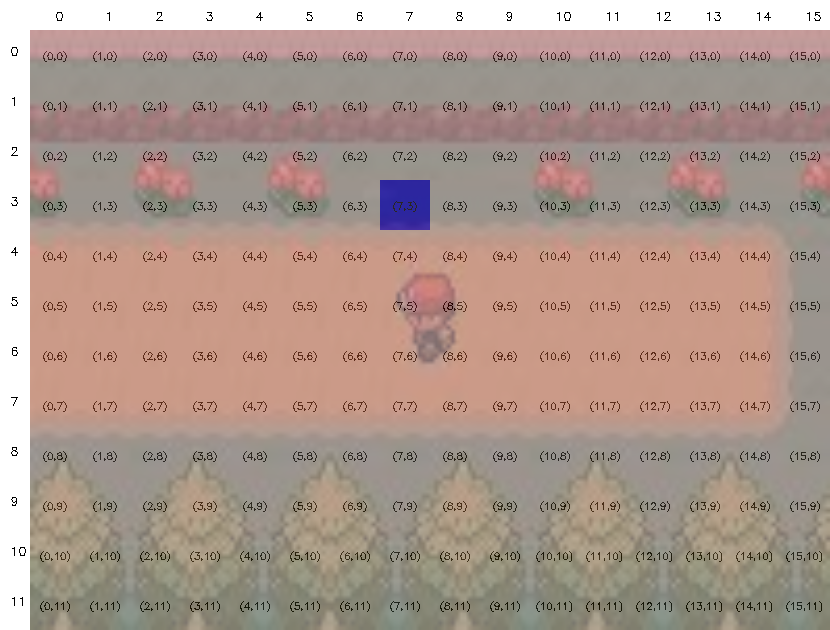 0 1 2 3 4 5 6 7 8 9 10 11 12 13 14 15
0 (0,0) (1,0) (2,0) (3,0) (4,0) (5,0) (6,0) (7,0) (8,0) (9,0) (10,0) (11,0) (12,0) (13,0) (14,0) (15,0)
1 (0,1) (1,1) (2,1) (3,1) (4,1) (5,1) (6,1) (7,1) (8,1) (9,1) (10,1) (11,1) (12,1) (13,1) (14,1) (15,1)
2 (0,2) (1,2) (2,2) (3,2) (4,2) (5,2) (6,2) (7,2) (8,2) (9,2) (10,2) (11,2) (12,2) (13,2) (14,2) (15,2)
3 (0,3) (1,3) (2,3) (3,3) (4,3) (5,3) (6,3) (7,3) (8,3) (9,3) (10,3) (11,3) (12,3) (13,3) (14,3) (15,3)
4 (0,4) (1,4) (2,4) (3,4) (4,4) (5,4) (6,4) (7,4) (8,4) (9,4) (10,4) (11,4) (12,4) (13,4) (14,4) (15,4)
5 (0,5) (1,5) (2,5) (3,5) (4,5) (5,5) (6,5) (7,5) (8,5) (9,5) (10,5) (11,5) (12,5) (13,5) (14,5) (15,5)
6 (0,6) (1,6) (2,6) (3,6) (4,6) (5,6) (6,6) (7,6) (8,6) (9,6) (10,6) (11,6) (12,6) (13,6) (14,6) (15,6)
7 (0,7) (1,7) (2,7) (3,7) (4,7) (5,7) (6,7) (7,7) (8,7) (9,7) (10,7) (11,7) (12,7) (13,7) (14,7) (15,7)
8 (0,8) (1,8) (2,8) (3,8) (4,8) (5,8) (6,8) (7,8) (8,8) (9,8) (10,8) (11,8) (12,8) (13,8) (14,8) (15,8)
9 (0,9) (1,9) (2,9) (3,9) (4,9) (5,9) (6,9) (7,9) (8,9) (9,9) (10,9) (11,9) (12,9) (13,9) (14,9) (15,9)
10 (0,10) (1,10) (2,10) (3,10) (4,10) (5,10) (6,10) (7,10) (8,10) (9,10) (10,10) (11,10) (12,10) (13,10) (14,10) (15,10)
11 (0,11) (1,11) (2,11) (3,11) (4,11) (5,11) (6,11) (7,11) (8,11) (9,11) (10,11) (11,11) (12,11) (13,11) (14,11) (15,11)